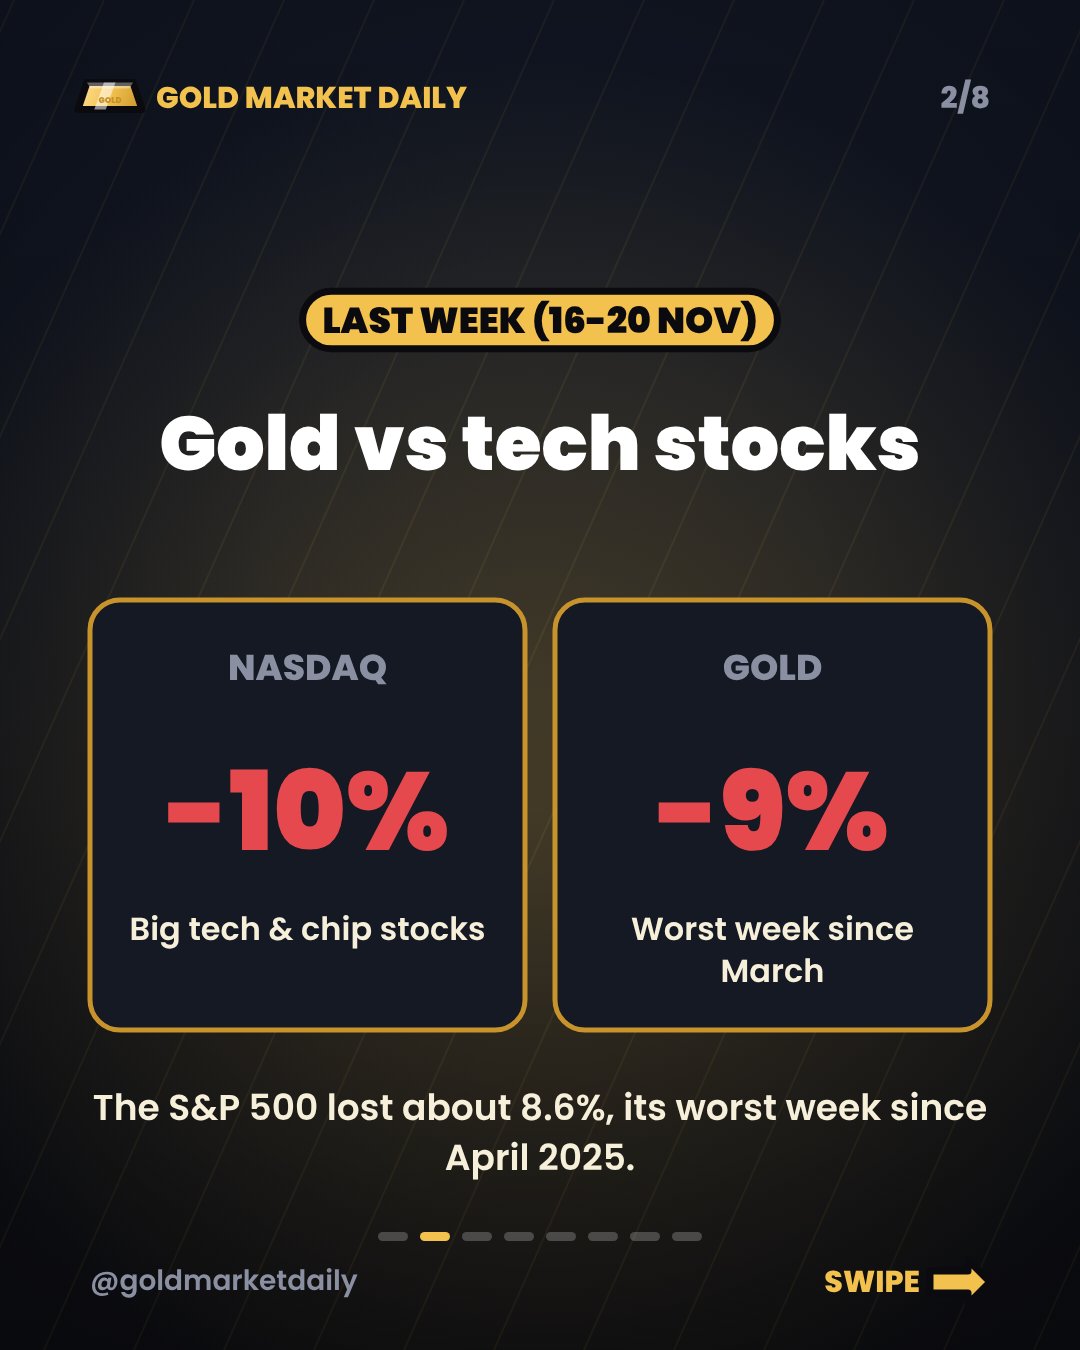 GOLD
GOLD MARKET DAILY
2/8
LAST WEEK (16–20 NOV)
Gold vs tech stocks
NASDAQ
-10%
Big tech & chip stocks
GOLD
-9%
Worst week since
March
The S&P 500 lost about 8.6%, its worst week since
April 2025.
@goldmarketdaily
SWIPE